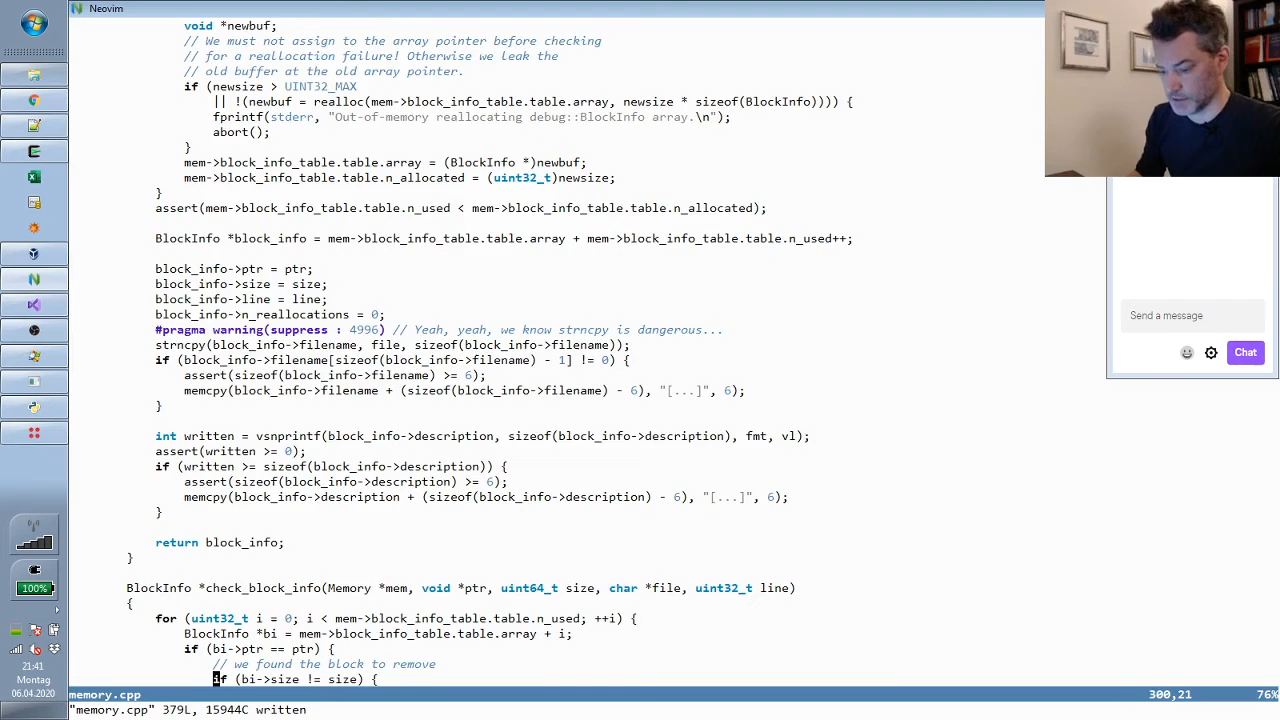 Neovim
void *newbuf;
// We must not assign to the array pointer before checking
// for a reallocation failure! Otherwise we leak the
// old buffer at the old array pointer.
if (newsize > UINT32_MAX
|| !(newbuf = realloc(mem->block_info_table.table.array, newsize * sizeof(BlockInfo)))) {
fprintf(stderr, "Out-of-memory reallocating debug::BlockInfo array.\n");
abort();
}
mem->block_info_table.table.array = (BlockInfo *)newbuf;
mem->block_info_table.table.n_allocated = (uint32_t)newsize;
}
assert(mem->block_info_table.table.n_used < mem->block_info_table.table.n_allocated);
BlockInfo *block_info = mem->block_info_table.table.array + mem->block_info_table.table.n_used++;
block_info->ptr = ptr;
block_info->size = size;
block_info->line = line;
block_info->n_reallocations = 0;
#pragma warning(suppress : 4996) // Yeah, yeah, we know strncpy is dangerous...
strncpy(block_info->filename, file, sizeof(block_info->filename));
if (block_info->filename[sizeof(block_info->filename) - 1] != 0) {
assert(sizeof(block_info->filename) >= 6);
memcpy(block_info->filename + (sizeof(block_info->filename) - 6), "[...]", 6);
}
int written = vsnprintf(block_info->description, sizeof(block_info->description), fmt, vl);
assert(written >= 0);
if (written >= sizeof(block_info->description)) {
assert(sizeof(block_info->description) >= 6);
memcpy(block_info->description + (sizeof(block_info->description) - 6), "[...]", 6);
}
return block_info;
}
BlockInfo *check_block_info(Memory *mem, void *ptr, uint64_t size, char *file, uint32_t line)
{
for (uint32_t i = 0; i < mem->block_info_table.table.n_used; ++i) {
BlockInfo *bi = mem->block_info_table.table.array + i;
if (bi->ptr == ptr) {
// we found the block to remove
if (bi->size != size) {
memory.cpp 300,21 76%
"memory.cpp" 379L, 15944C written
Send a message
Chat
100%
21:41
Montag
06.04.2020